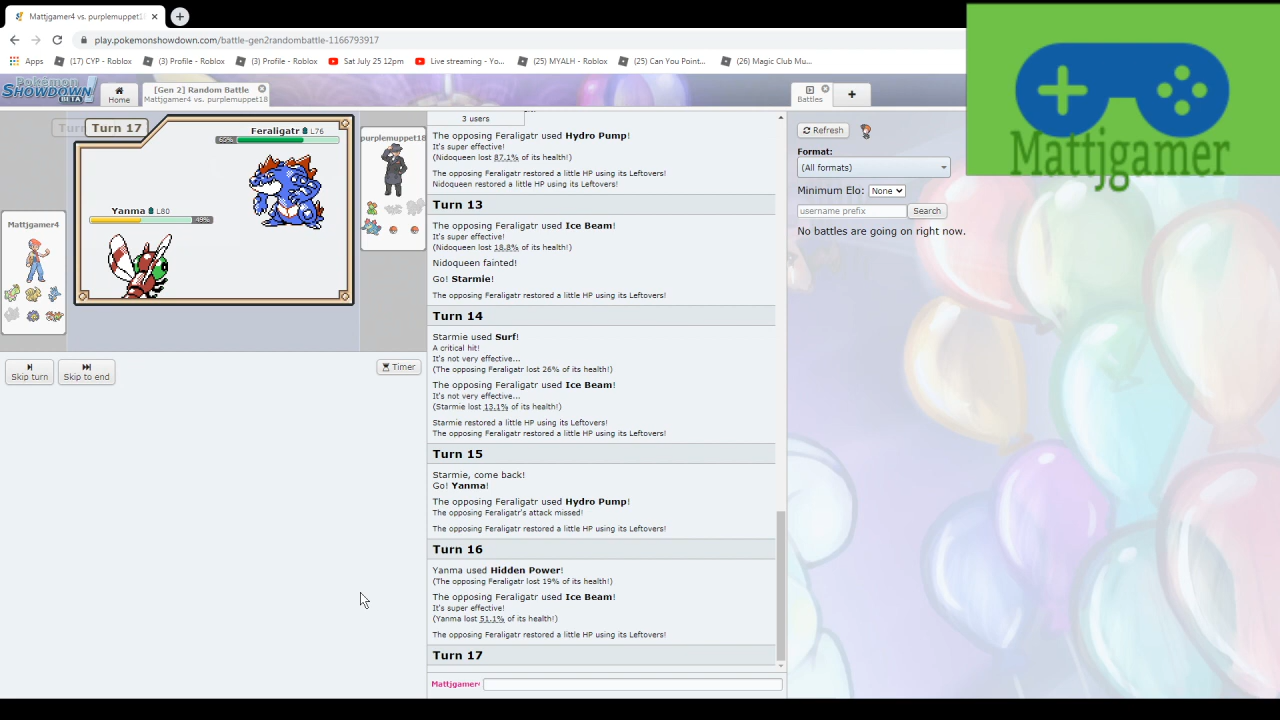 Mattjgamer4 vs. purplemuppet1
play.pokemonshowdown.com/battle-gen2randombattle-1166793917
Apps
(17) CYP - Roblox
(3) Profile - Roblox
(3) Profile - Roblox
Sat July 25 12pm
Live streaming - Yo...
(25) MYALH - Roblox
(25) Can You Point...
(26) Magic Club Mu...
Mattjgamer
Pokémon
SHOWDOWN!
BETA
Home
[Gen 2] Random Battle
Mattjgamer4 vs. purplemuppet18
Battles
Turn 17
Feraligatr L76
65%
Yanma L80
49%
Mattjgamer4
purplemuppet18
Skip turn
Skip to end
Timer
3 users
The opposing Feraligatr used Hydro Pump!
It's super effective!
(Nidoqueen lost 87.1% of its health!)
The opposing Feraligatr restored a little HP using its Leftovers!
Nidoqueen restored a little HP using its Leftovers!
Turn 13
The opposing Feraligatr used Ice Beam!
It's super effective!
(Nidoqueen lost 18.8% of its health!)
Nidoqueen fainted!
Go! Starmie!
The opposing Feraligatr restored a little HP using its Leftovers!
Turn 14
Starmie used Surf!
A critical hit!
It's not very effective...
(The opposing Feraligatr lost 26% of its health!)
The opposing Feraligatr used Ice Beam!
It's not very effective...
(Starmie lost 13.1% of its health!)
Starmie restored a little HP using its Leftovers!
The opposing Feraligatr restored a little HP using its Leftovers!
Turn 15
Starmie, come back!
Go! Yanma!
The opposing Feraligatr used Hydro Pump!
The opposing Feraligatr's attack missed!
The opposing Feraligatr restored a little HP using its Leftovers!
Turn 16
Yanma used Hidden Power!
(The opposing Feraligatr lost 19% of its health!)
The opposing Feraligatr used Ice Beam!
It's super effective!
(Yanma lost 51.1% of its health!)
The opposing Feraligatr restored a little HP using its Leftovers!
Turn 17
Mattjgamer
Refresh
Format:
(All formats)
Minimum Elo: None
username prefix
Search
No battles are going on right now.